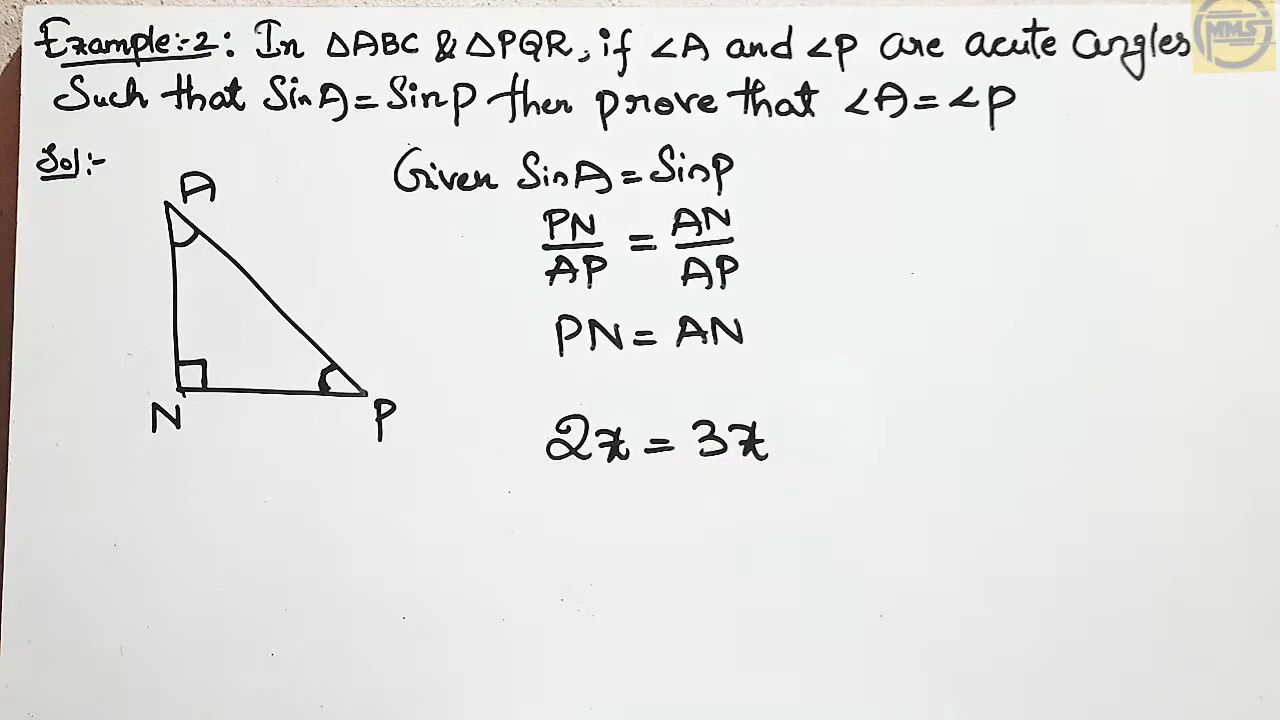 Example:-2: In △ABC & △PQR, if ∠A and ∠P are acute angles
Such that SinA = SinP then prove that ∠A = ∠P
Sol:-
Given SinA = SinP
A
PN/AP = AN/AP
PN = AN
N
P
2x = 3x
MMS